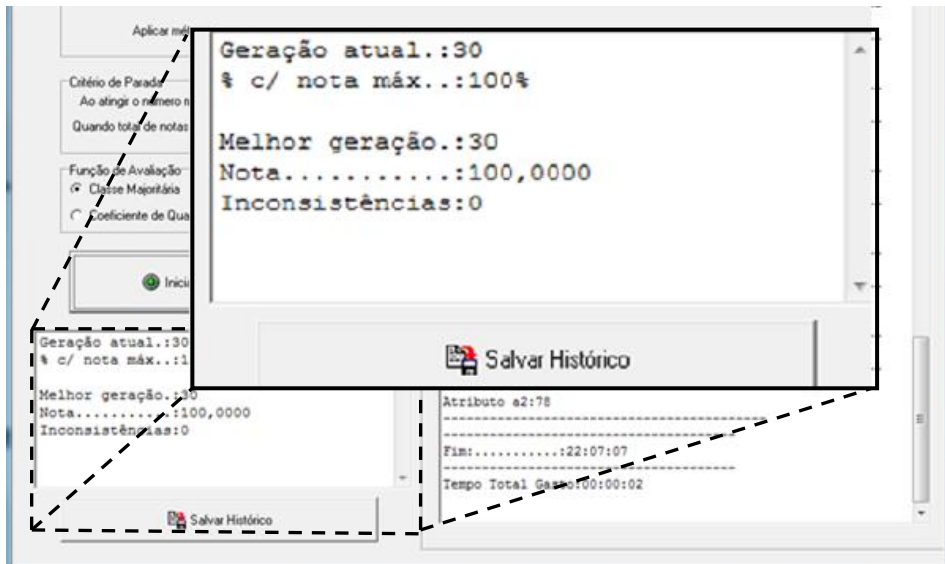 Aplicar
Critério de Parada
Ao atingir o número
Quando total de notas
Função de Avaliação
Classe Majoritária
Coeficiente de
Geração atual.:30
% c/ nota máx..:100%
Melhor geração.:30
Nota...........:100,0000
Inconsistências:0
Salvar Histórico
Geração atual.:30
% c/ nota máx..:1
Melhor geração.:30
Nota...........:100,0000
Inconsistências:0
Salvar Histórico
Atributo a2:78
--------------------------------------------
----------------------------------------
Fim:...........:22:07:07
----------------------------------------
Tempo Total Gasto:00:00:02